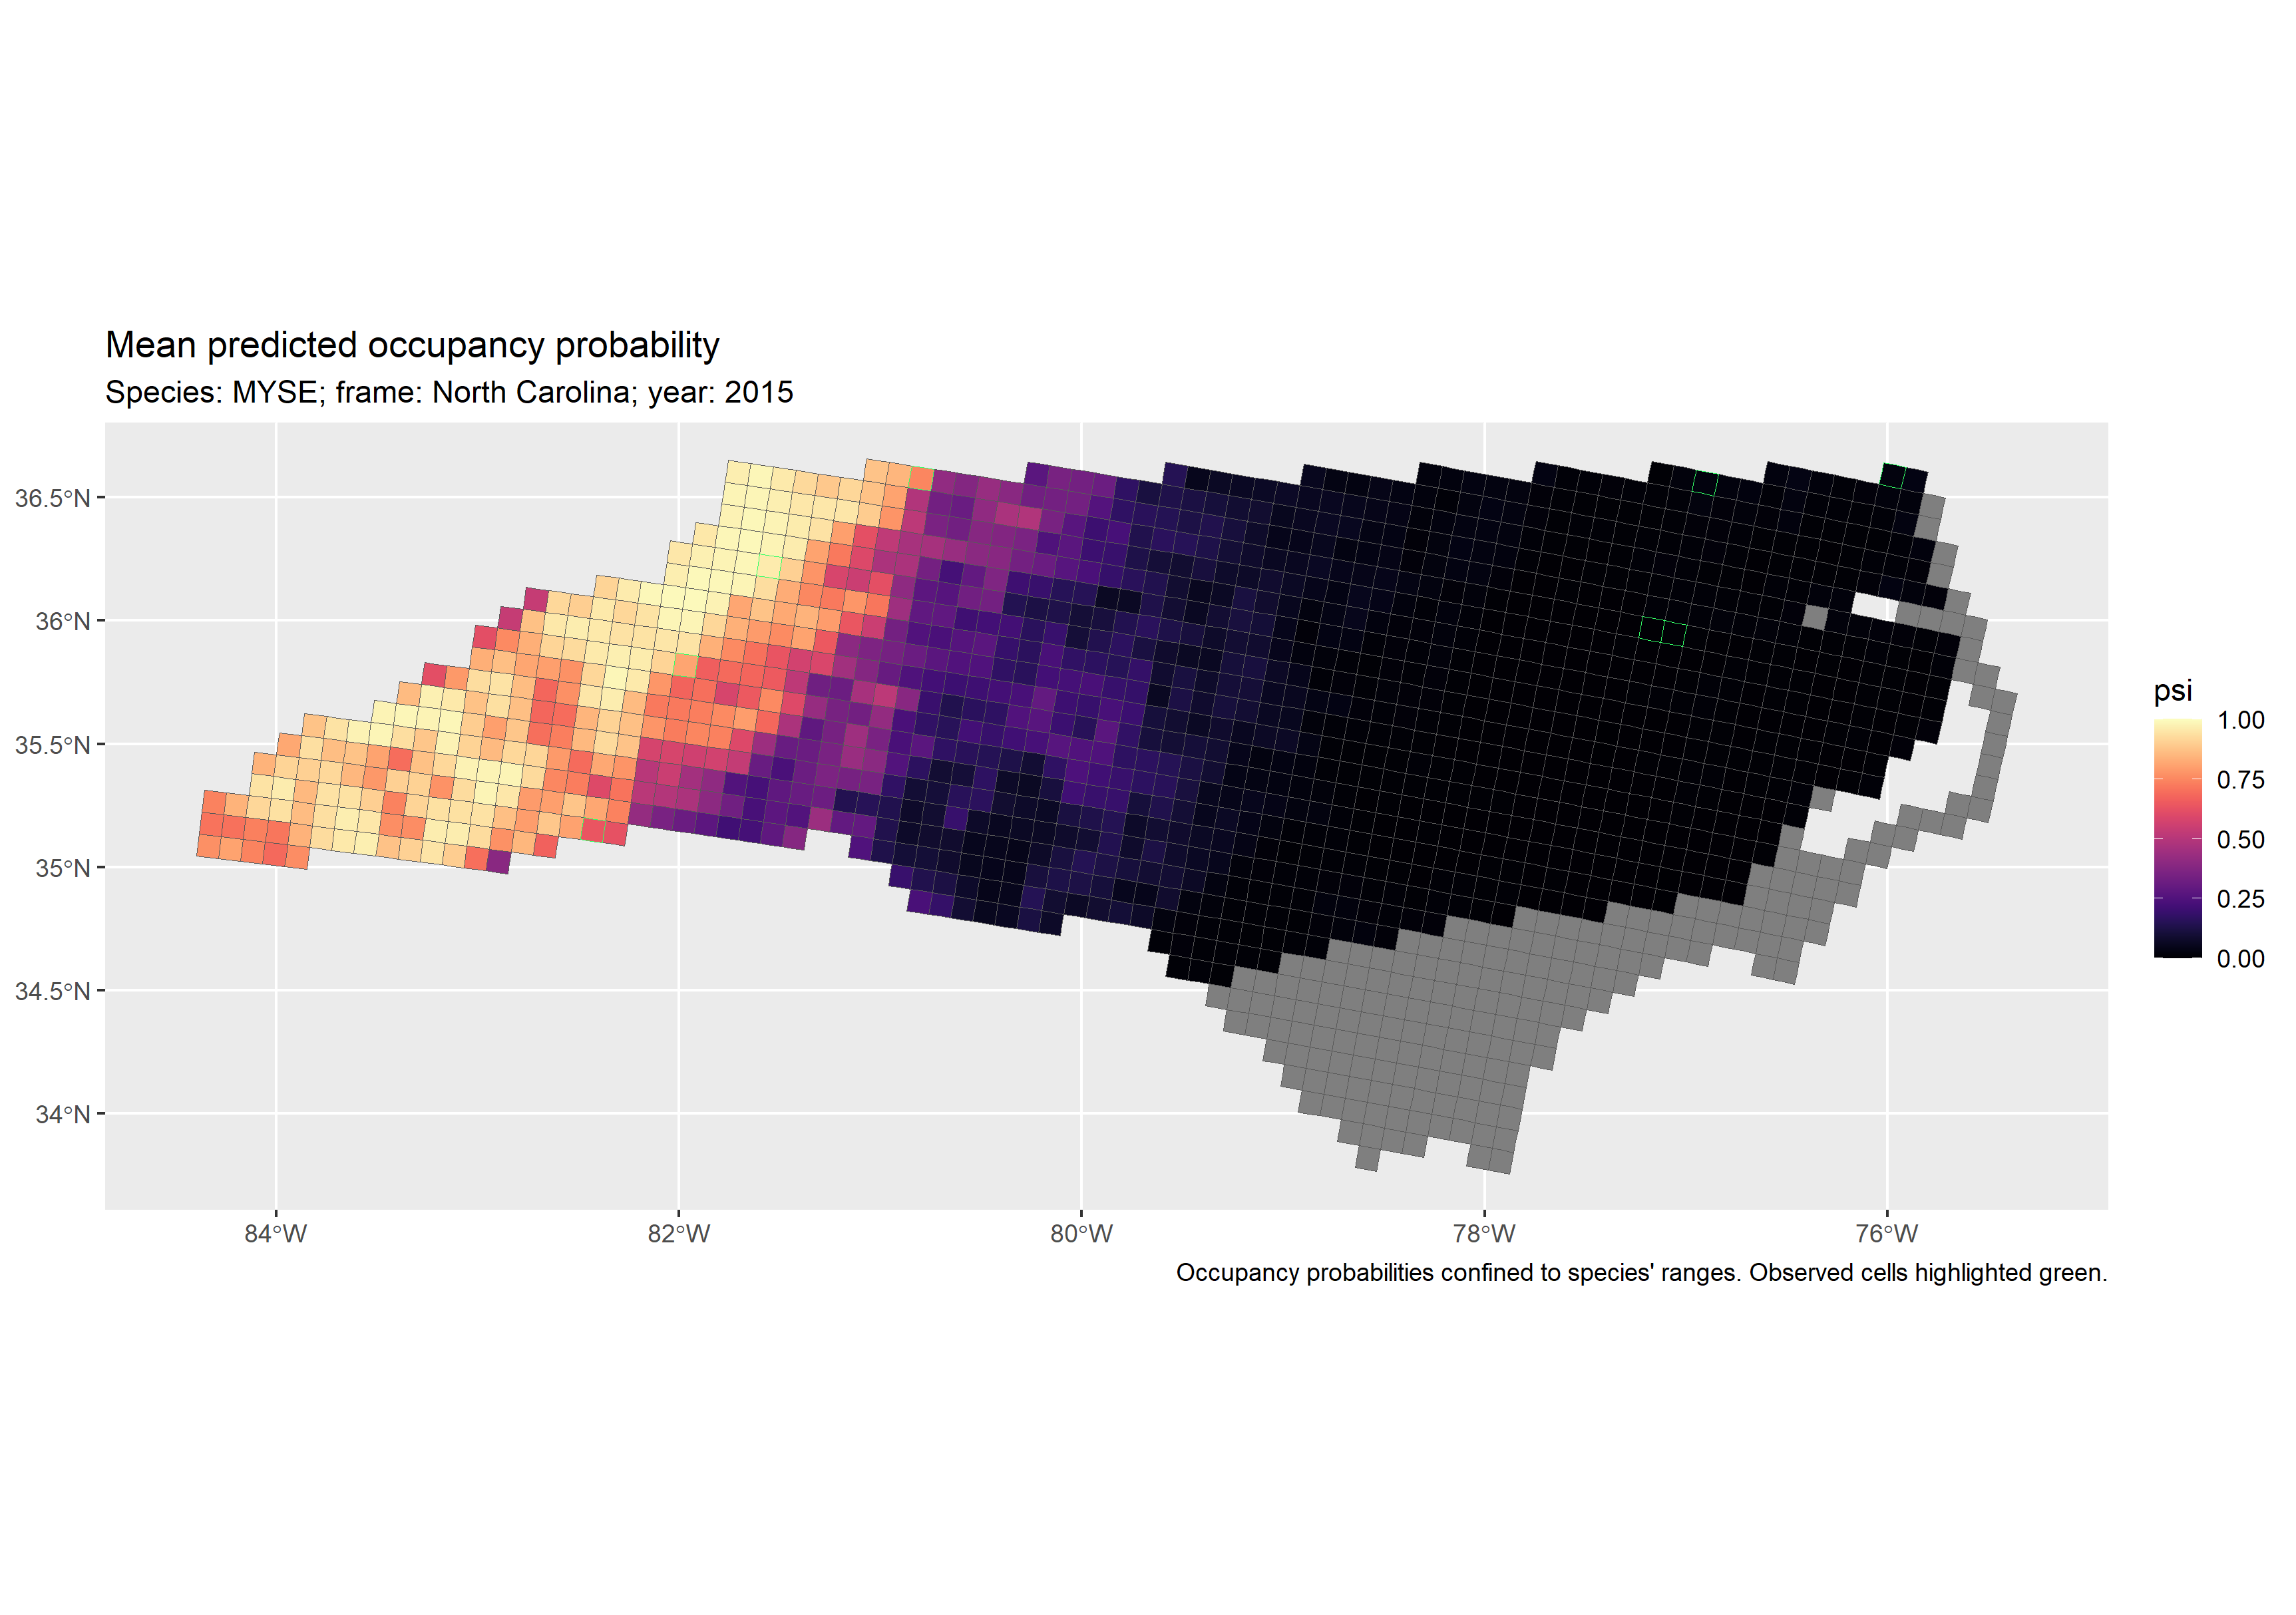 Mean predicted occupancy probability
Species: MYSE; frame: North Carolina; year: 2015
36.5°N
36°N
35.5°N
35°N
34.5°N
34°N
84°W
82°W
80°W
78°W
76°W
psi
1.00
0.75
0.50
0.25
0.00
Occupancy probabilities confined to species' ranges. Observed cells highlighted green.